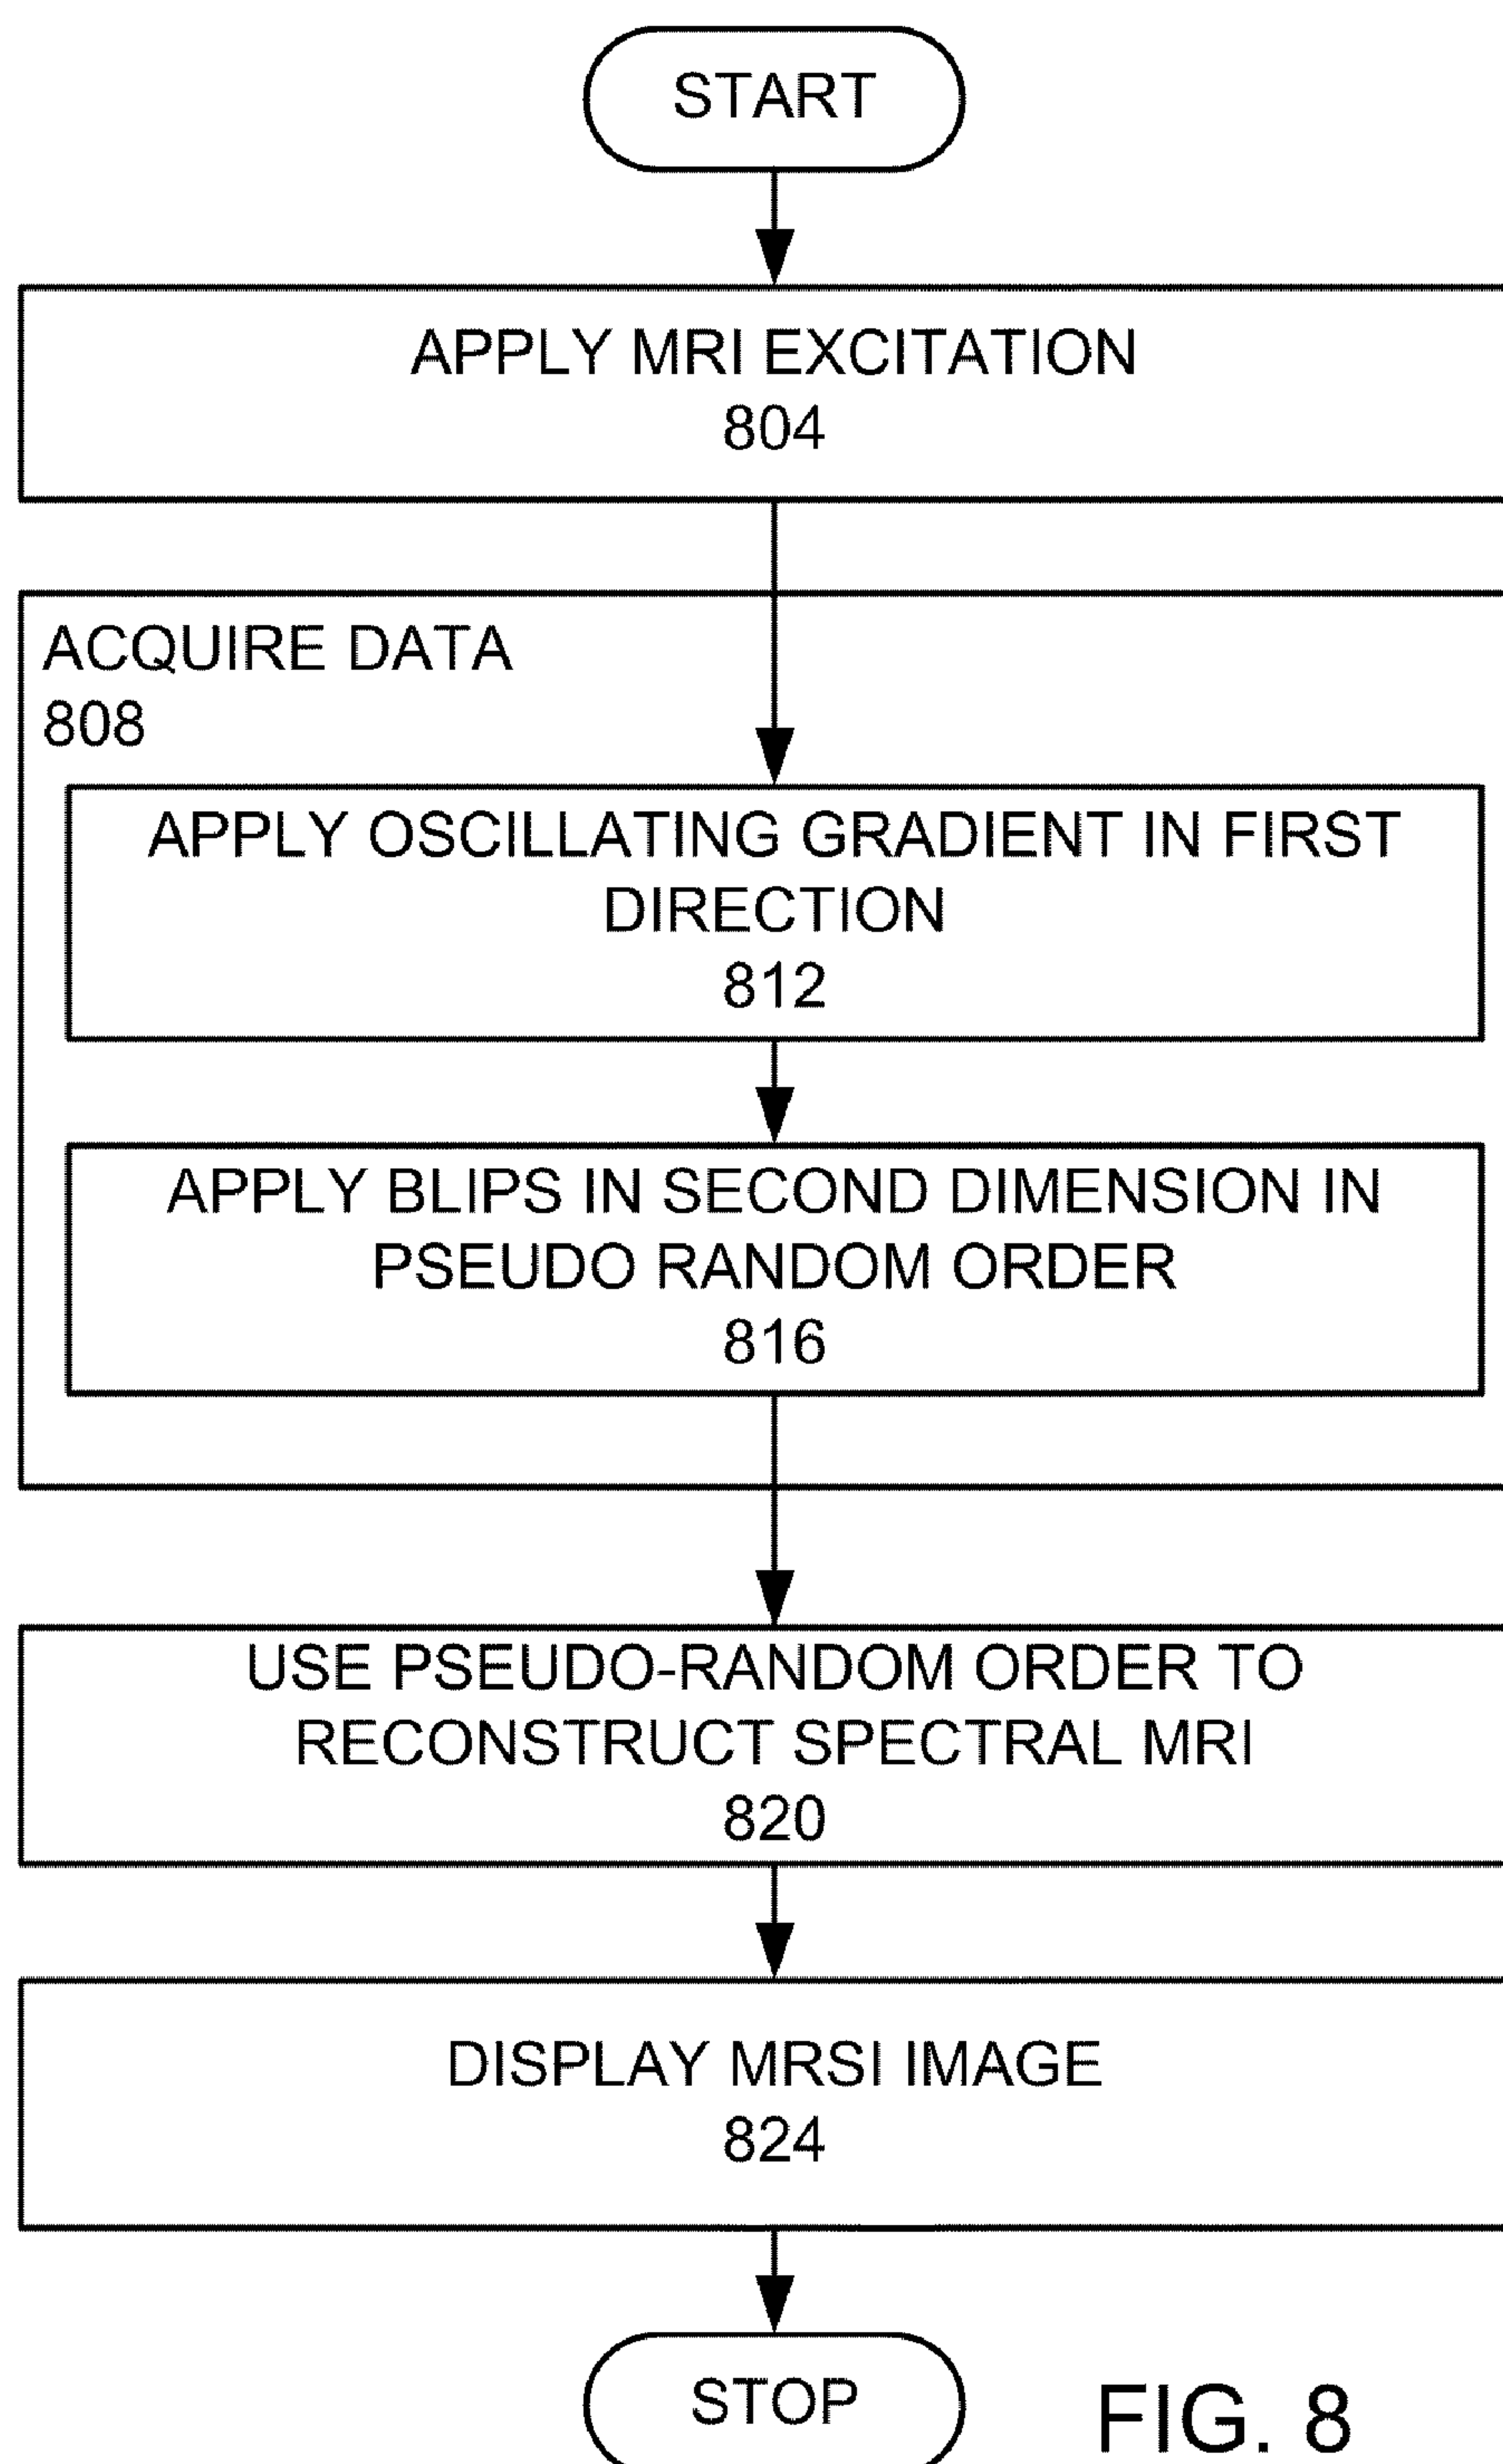 START
APPLY MRI EXCITATION
804
ACQUIRE DATA
808
APPLY OSCILLATING GRADIENT IN FIRST
DIRECTION
812
APPLY BLIPS IN SECOND DIMENSION IN
PSEUDO RANDOM ORDER
816
USE PSEUDO-RANDOM ORDER TO
RECONSTRUCT SPECTRAL MRI
820
DISPLAY MRSI IMAGE
824
STOP
FIG. 8